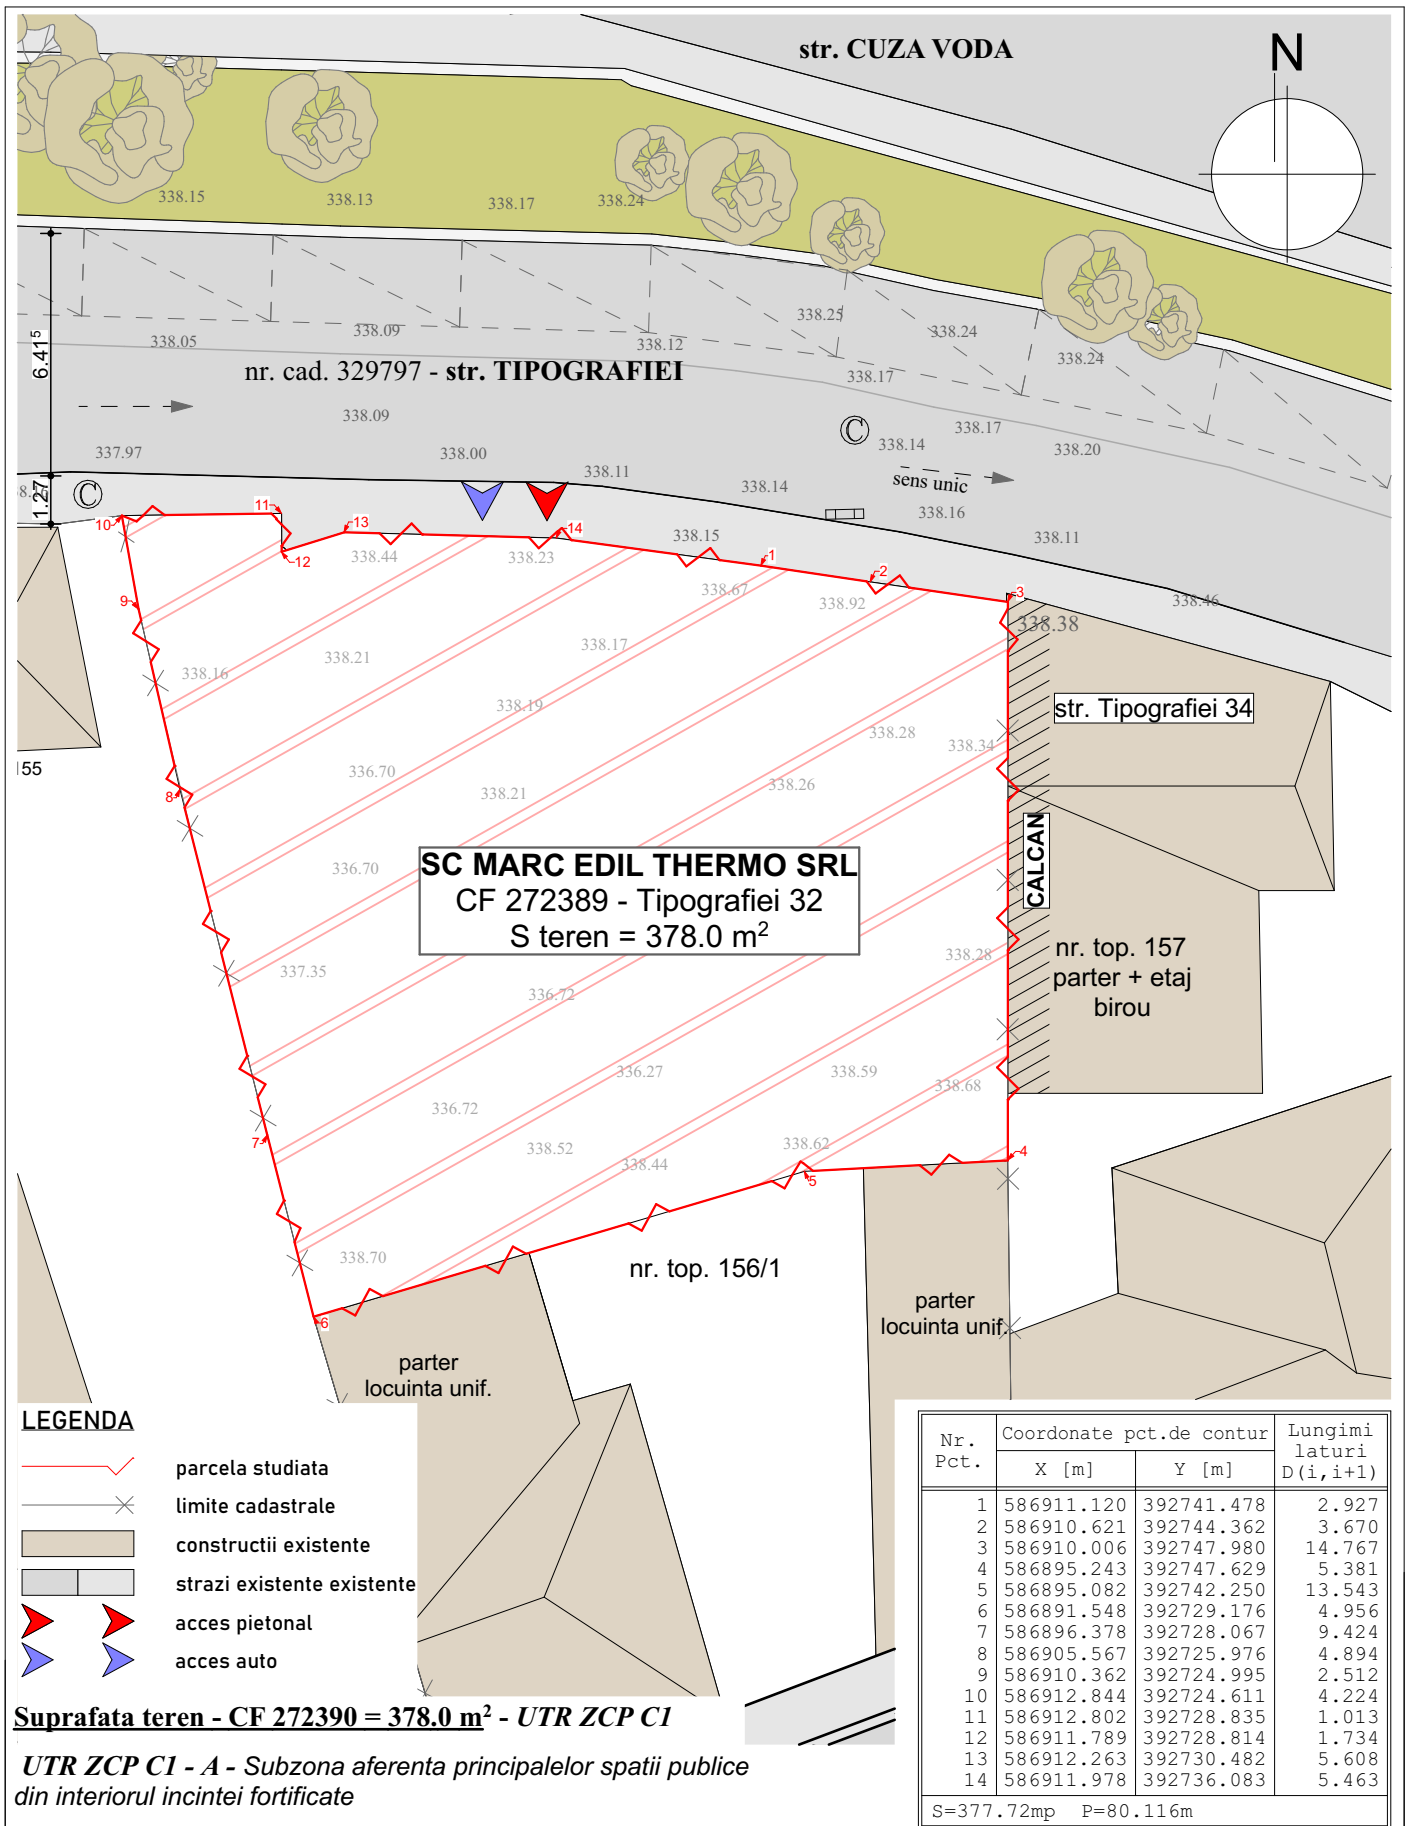 str. CUZA VODA
N
338.15
338.13
338.17
338.24
6.41⁵
338.05
338.09
338.12
338.25
338.24
338.24
nr. cad. 329797 - str. TIPOGRAFIEI
338.17
338.09
338.17
338.14
338.20
C
337.97
338.00
338.11
338.14
sens unic
338.16
338.11
1.27
C
10
11
13
12
14
338.44
338.23
338.15
1
2
3
338.67
338.92
338.46
338.38
9
338.16
338.21
338.17
338.19
str. Tipografiei 34
338.28
338.34
155
8
336.70
338.21
338.26
SC MARC EDIL THERMO SRL
CF 272389 - Tipografiei 32
S teren = 378.0 m²
336.70
CALCAN
337.35
336.72
338.28
nr. top. 157
parter + etaj
birou
336.27
338.59
338.68
336.72
7
338.52
338.44
338.62
4
5
338.70
nr. top. 156/1
6
parter
locuinta unif.
parter
locuinta unif.
LEGENDA
parcela studiata
limite cadastrale
constructii existente
strazi existente existente
acces pietonal
acces auto
Suprafata teren - CF 272390 = 378.0 m² - UTR ZCP C1
UTR ZCP C1 - A - Subzona aferenta principalelor spatii publice
din interiorul incintei fortificate
Nr. Pct. Coordonate pct.de contur Lungimi laturi D(i,i+1)
X [m] Y [m]
1 586911.120 392741.478 2.927
2 586910.621 392744.362 3.670
3 586910.006 392747.980 14.767
4 586895.243 392747.629 5.381
5 586895.082 392742.250 13.543
6 586891.548 392729.176 4.956
7 586896.378 392728.067 9.424
8 586905.567 392725.976 4.894
9 586910.362 392724.995 2.512
10 586912.844 392724.611 4.224
11 586912.802 392728.835 1.013
12 586911.789 392728.814 1.734
13 586912.263 392730.482 5.608
14 586911.978 392736.083 5.463
S=377.72mp P=80.116m